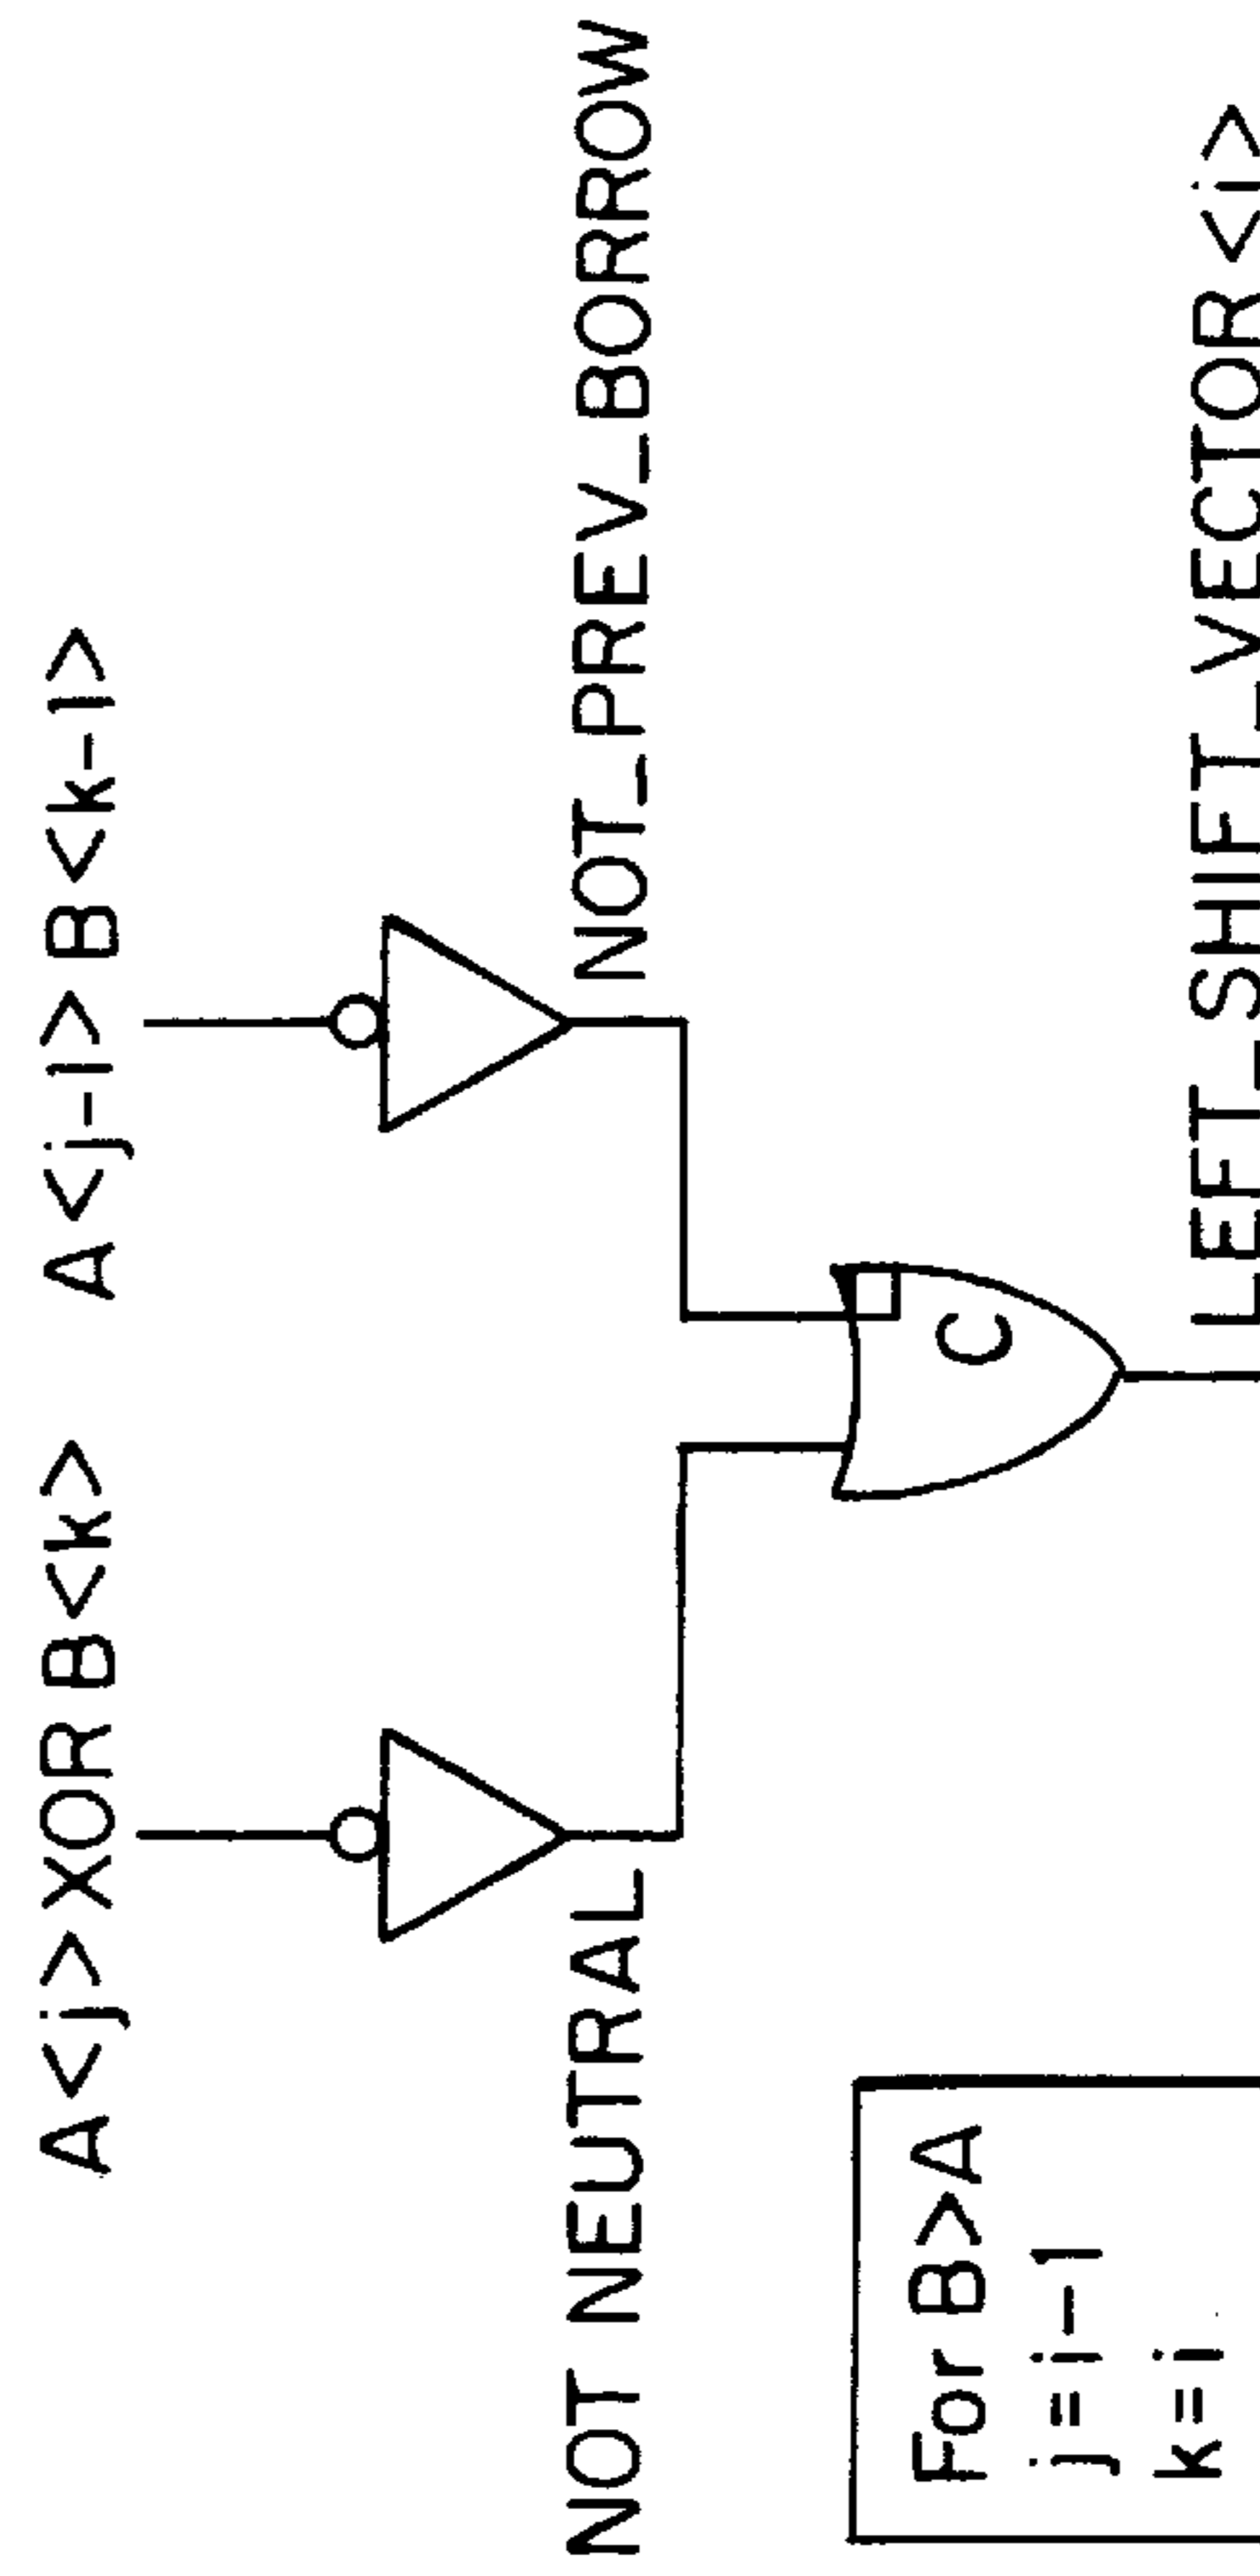 A<j>XOR B<k>
A<j-1>B<k-1>
NOT NEUTRAL
NOT_PREV_BORROW
C
For B>A
j=i-1
k=i
LEFT_SHIFT_VECTOR<i>